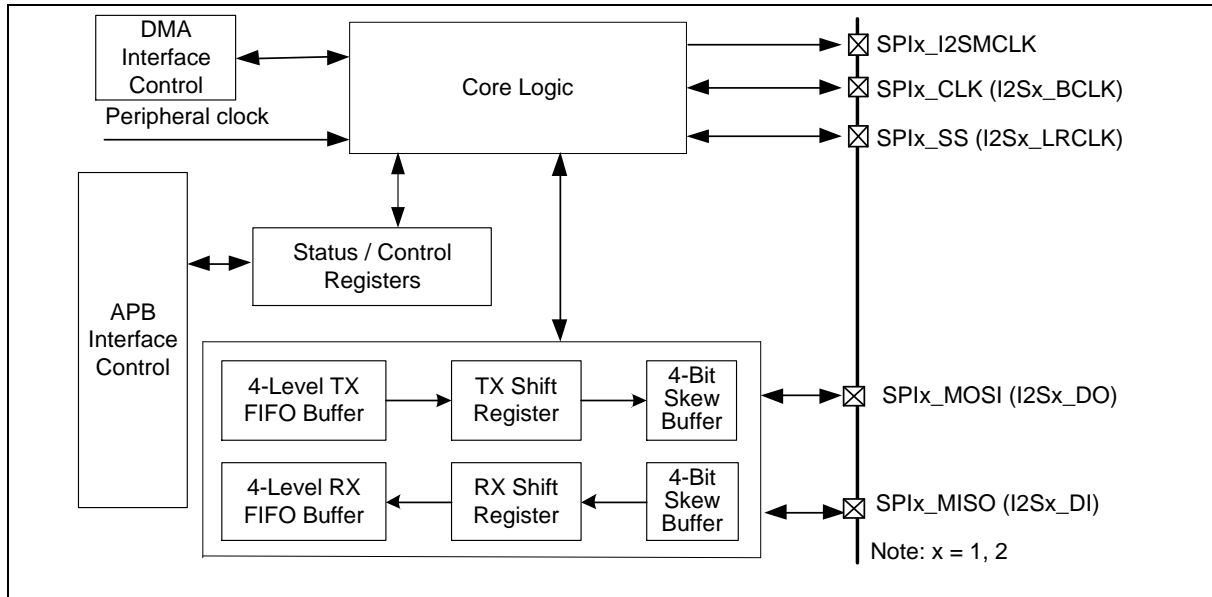 DMA
Interface
Control
Peripheral clock
Core Logic
SPIx_I2SMCLK
SPIx_CLK (I2Sx_BCLK)
SPIx_SS (I2Sx_LRCLK)
APB
Interface
Control
Status / Control
Registers
4-Level TX
FIFO Buffer
TX Shift
Register
4-Bit
Skew
Buffer
SPIx_MOSI (I2Sx_DO)
4-Level RX
FIFO Buffer
RX Shift
Register
4-Bit
Skew
Buffer
SPIx_MISO (I2Sx_DI)
Note: x = 1, 2